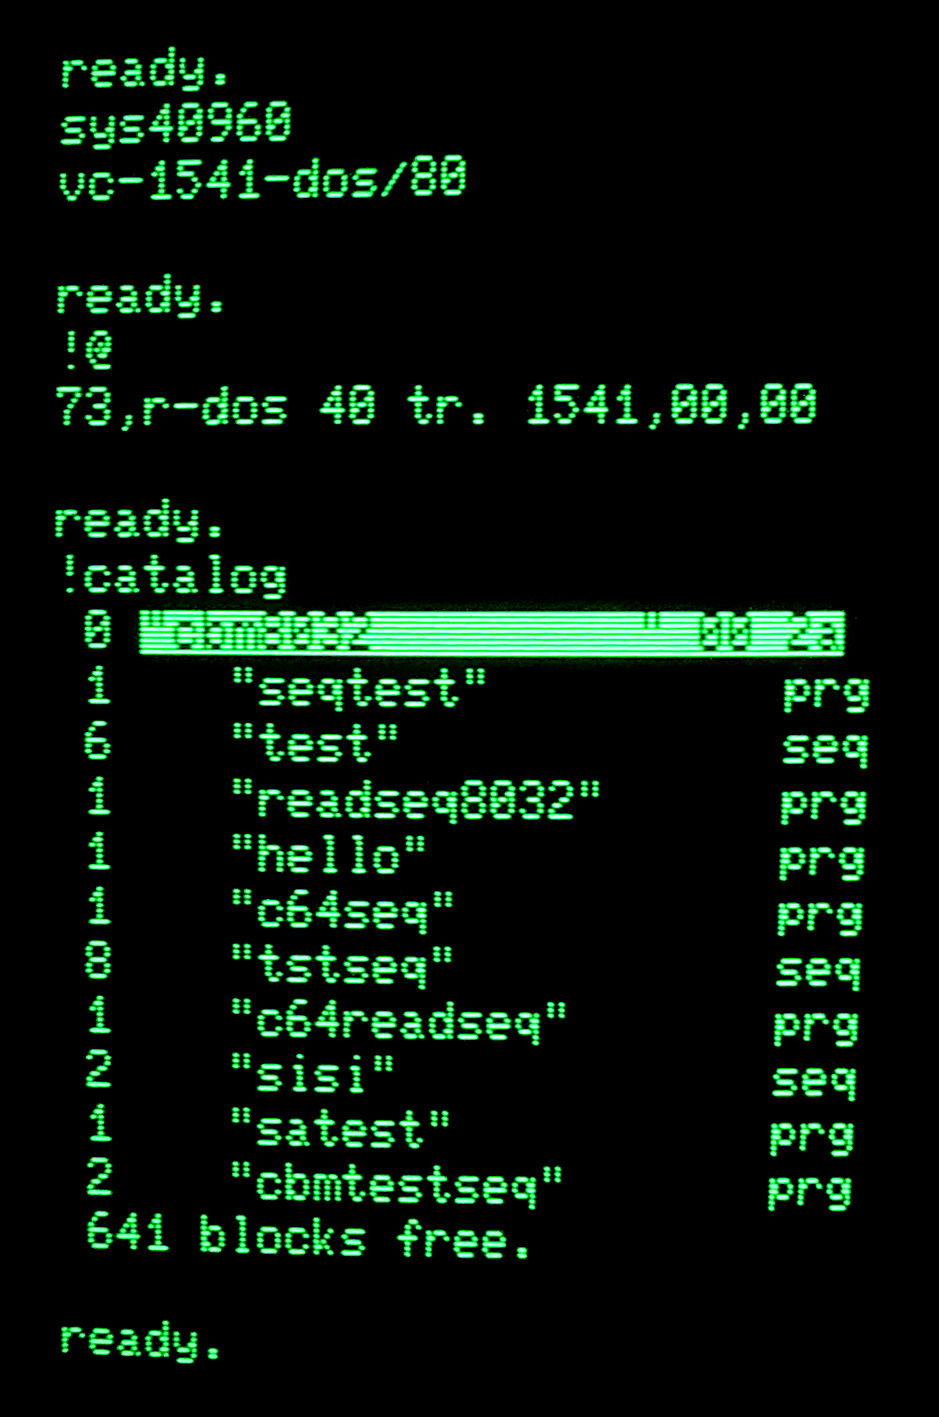 ready.
sys40960
vc-1541-dos/80
ready.
!@
73,r-dos 40 tr. 1541,00,00
ready.
!catalog
0 "cbm8032         " 00 2a
1    "seqtest"           prg
6    "test"              seq
1    "readseq8032"       prg
1    "hello"             prg
1    "c64seq"            prg
8    "tstseq"            seq
1    "c64readseq"        prg
2    "sisi"              seq
1    "satest"            prg
2    "cbmtestseq"        prg
641 blocks free.
ready.